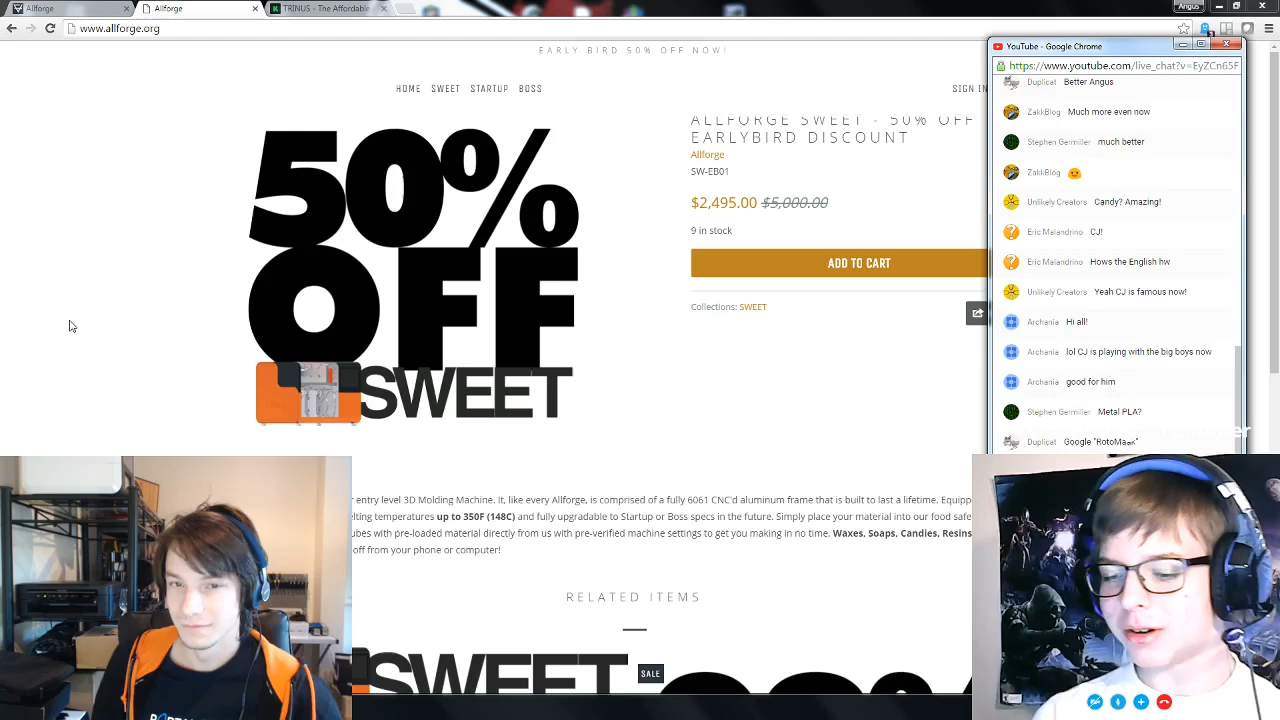 Allforge
Allforge
TRINUS - The Affordable
Angus
www.allforge.org
EARLY BIRD 50% OFF NOW!
HOME SWEET STARTUP BOSS
SIGN IN
50%
OFF
SWEET
ALLFORGE SWEET - 50% OFF
EARLYBIRD DISCOUNT
Allforge
SW-EB01
$2,495.00 $5,000.00
9 in stock
ADD TO CART
Collections: SWEET
YouTube - Google Chrome
https://www.youtube.com/live_chat?v=EyZCn65F
Duplicat Better Angus
ZakkBlog Much more even now
Stephen Germiller much better
ZakkBlog
Unlikely Creators Candy? Amazing!
Eric Malandrino CJ!
Eric Malandrino Hows the English hw
Unlikely Creators Yeah CJ is famous now!
Archania Hi all!
Archania lol CJ is playing with the big boys now
Archania good for him
Stephen Germiller Metal PLA?
Duplicat Google "RotoMaak"
r entry level 3D Molding Machine. It, like every Allforge, is comprised of a fully 6061 CNC'd aluminum frame that is built to last a lifetime. Equipp
elting temperatures up to 350F (148C) and fully upgradable to Startup or Boss specs in the future. Simply place your material into our food safe
ubes with pre-loaded material directly from us with pre-verified machine settings to get you making in no time. Waxes, Soaps, Candies, Resins
off from your phone or computer!
RELATED ITEMS
SWEET
SALE